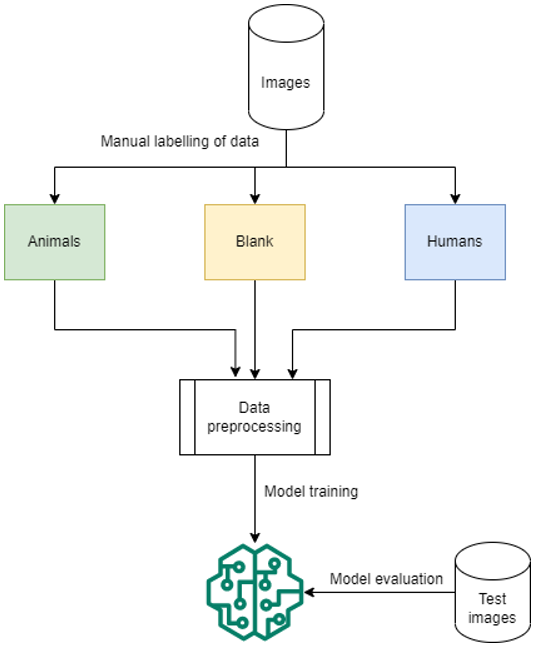 Images
Manual labelling of data
Animals
Blank
Humans
Data
preprocessing
Model training
Model evaluation
Test
images